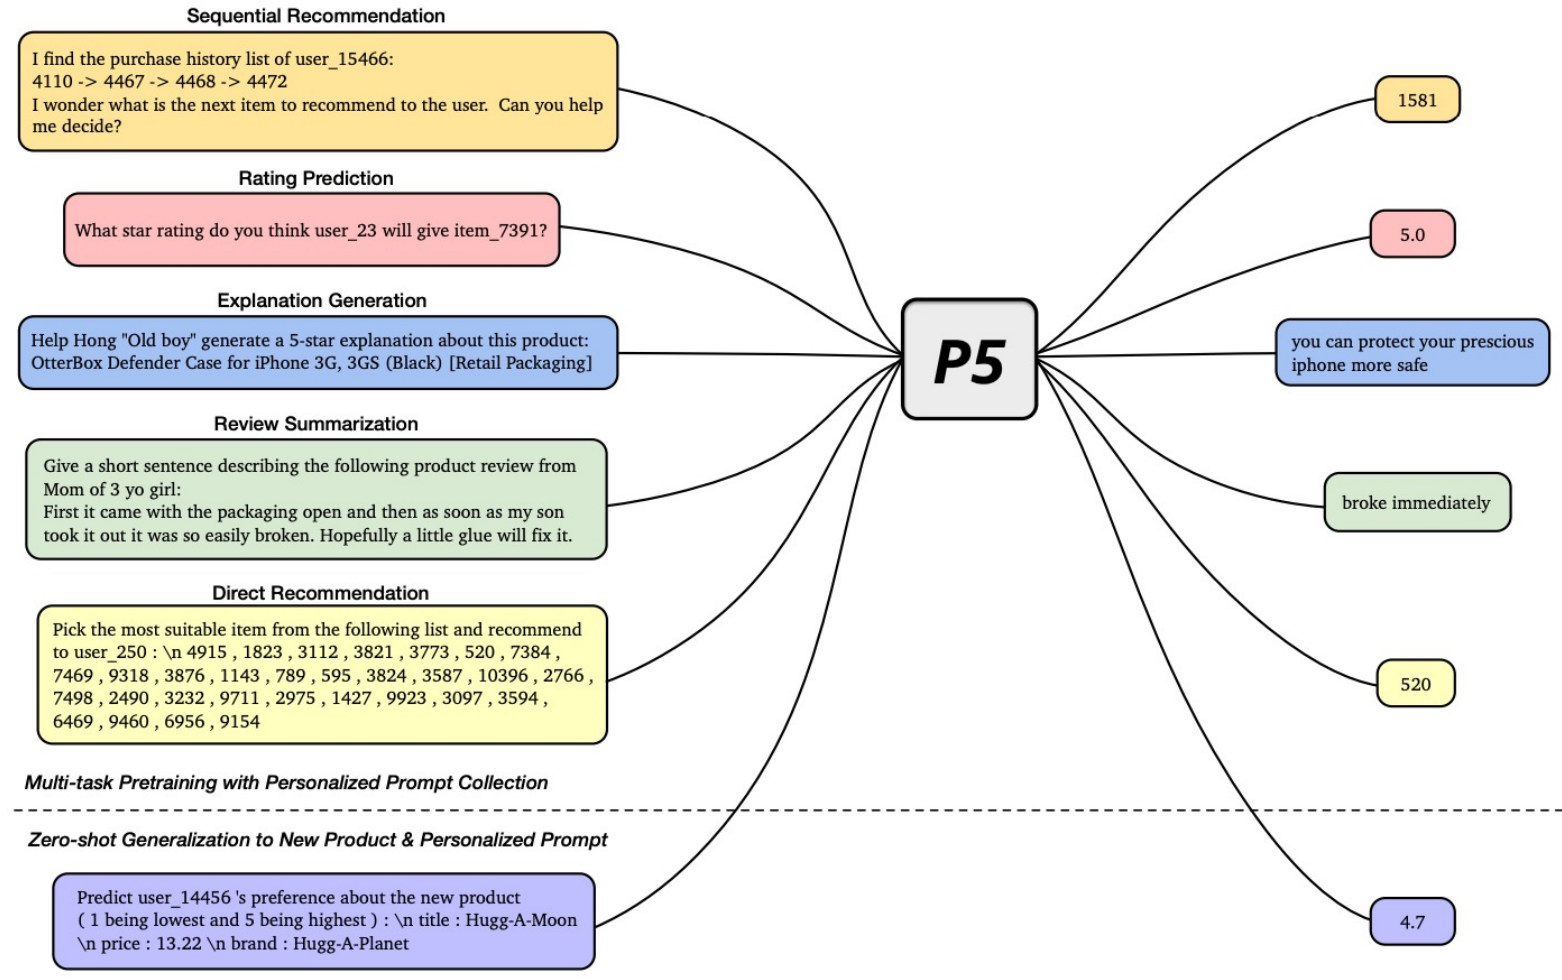 Sequential Recommendation
I find the purchase history list of user_15466:
4110 -> 4467 -> 4468 -> 4472
I wonder what is the next item to recommend to the user.  Can you help
me decide?
1581
Rating Prediction
What star rating do you think user_23 will give item_7391?
5.0
Explanation Generation
Help Hong "Old boy" generate a 5-star explanation about this product:
OtterBox Defender Case for iPhone 3G, 3GS (Black) [Retail Packaging]
P5
you can protect your prescious
iphone more safe
Review Summarization
Give a short sentence describing the following product review from
Mom of 3 yo girl:
First it came with the packaging open and then as soon as my son
took it out it was so easily broken. Hopefully a little glue will fix it.
broke immediately
Direct Recommendation
Pick the most suitable item from the following list and recommend
to user_250 : \n 4915 , 1823 , 3112 , 3821 , 3773 , 520 , 7384 ,
7469 , 9318 , 3876 , 1143 , 789 , 595 , 3824 , 3587 , 10396 , 2766 ,
7498 , 2490 , 3232 , 9711 , 2975 , 1427 , 9923 , 3097 , 3594 ,
6469 , 9460 , 6956 , 9154
520
Multi-task Pretraining with Personalized Prompt Collection
Zero-shot Generalization to New Product & Personalized Prompt
Predict user_14456 's preference about the new product
( 1 being lowest and 5 being highest ) : \n title : Hugg-A-Moon
\n price : 13.22 \n brand : Hugg-A-Planet
4.7